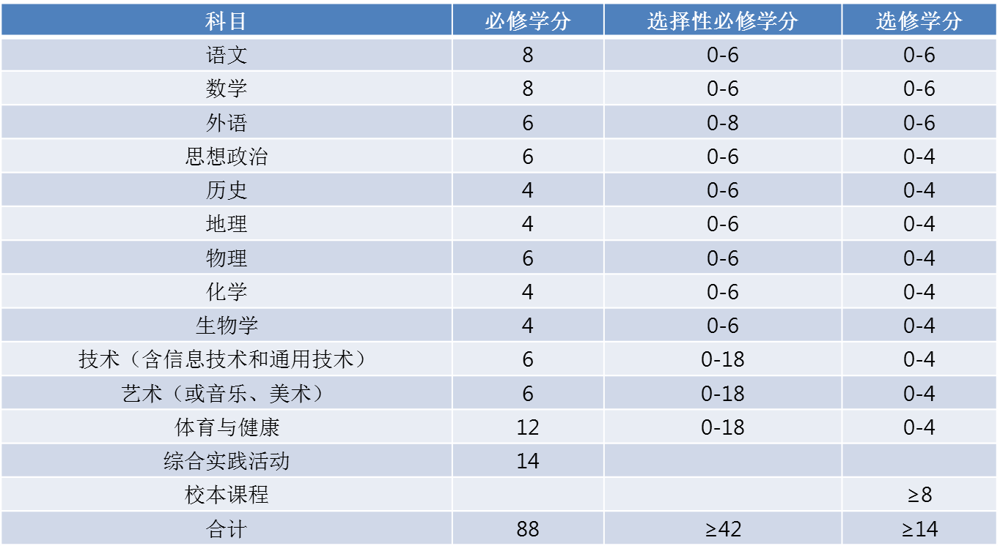 科目 必修学分 选择性必修学分 选修学分
语文 8 0-6 0-6
数学 8 0-6 0-6
外语 6 0-8 0-6
思想政治 6 0-6 0-4
历史 4 0-6 0-4
地理 4 0-6 0-4
物理 6 0-6 0-4
化学 4 0-6 0-4
生物学 4 0-6 0-4
技术（含信息技术和通用技术） 6 0-18 0-4
艺术（或音乐、美术） 6 0-18 0-4
体育与健康 12 0-18 0-4
综合实践活动 14
校本课程 ≥8
合计 88 ≥42 ≥14